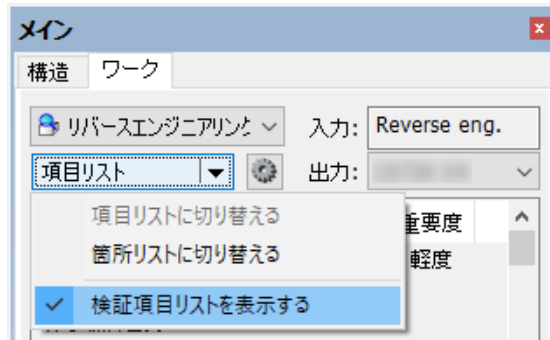 メイン
構造 ワーク
リバースエンジニアリング 入力: Reverse eng.
項目リスト 出力:
項目リストに切り替える 重要度
箇所リストに切り替える 軽度
検証項目リストを表示する